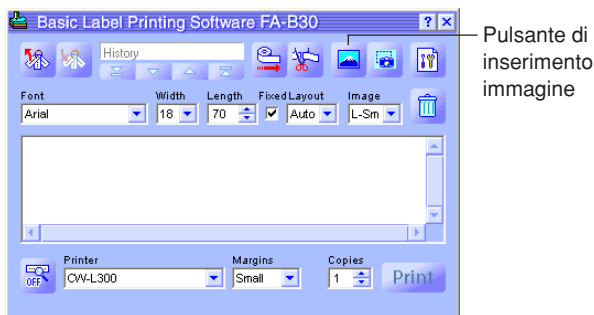 Basic Label Printing Software FA-B30
History
Font Width Length Fixed Layout Image
Arial 18 70 Auto L-Sm
Printer Margins Copies
OFF CW-L300 Small 1 Print
Pulsante di
inserimento
immagine